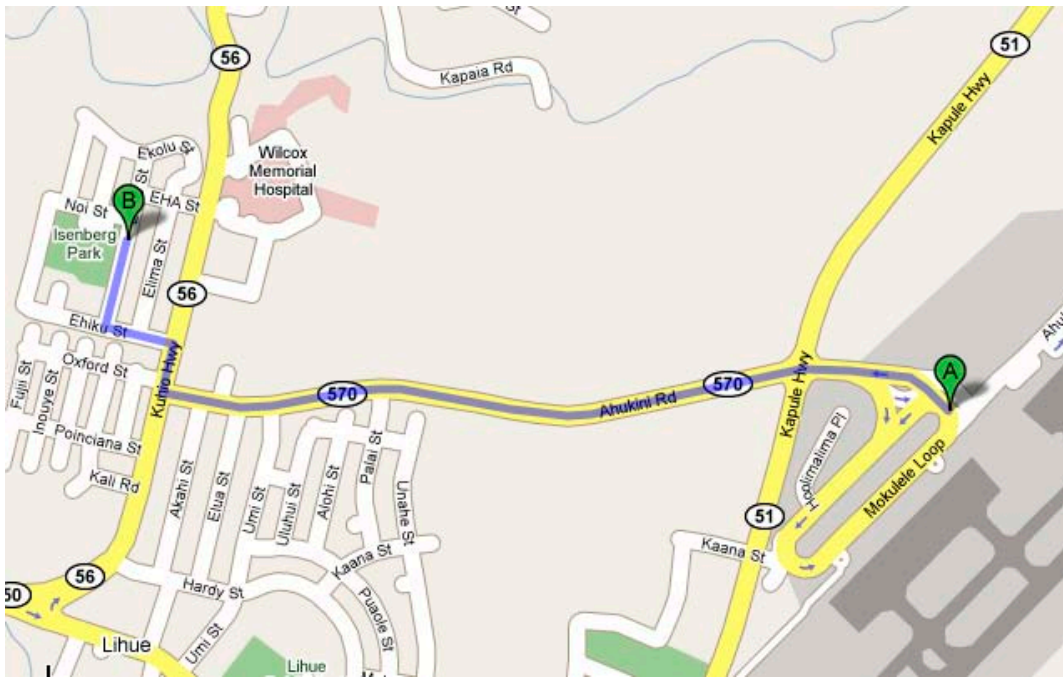 56
51
Kapaia Rd
Kapule Hwy
Ekolu St
Wilcox
Memorial
Hospital
St
EHA St
B
Noi St
Isenberg
Park
Elima St
56
Ehiku St
Ahu
Kuhio Hwy
Oxford St
Fujii St
Inouye St
570
Ahukini Rd
570
Kapule Hwy
A
Poinciana St
Kali Rd
Akahi St
Elua St
Umi St
Uluhui St
Alohi St
Palai St
Unahe St
Hoolimalima Pl
Mokulele Loop
51
Kaana St
Kaana St
56
50
Hardy St
Puaole St
Umi St
Lihue
Lihue